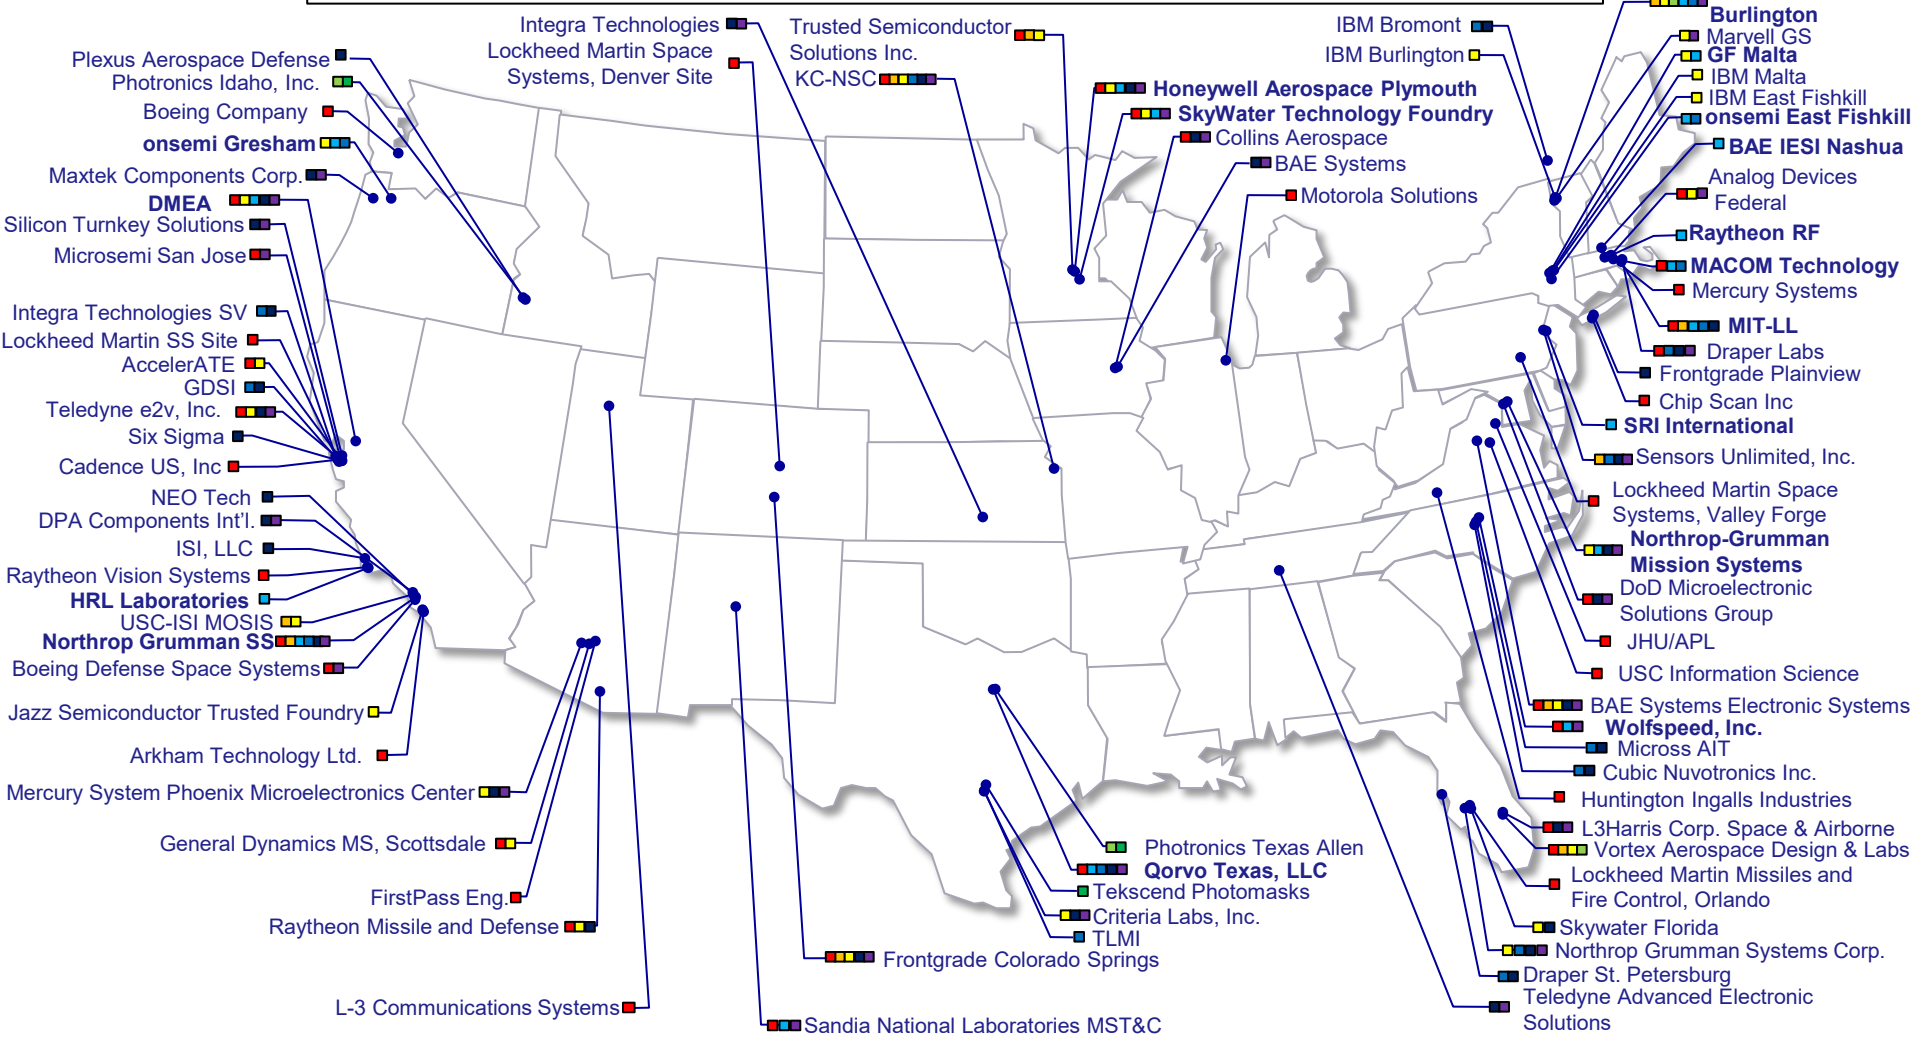 Integra Technologies
Lockheed Martin Space
Systems, Denver Site
Trusted Semiconductor
Solutions Inc.
KC-NSC
IBM Bromont
IBM Burlington
Burlington
Marvell GS
GF Malta
IBM Malta
IBM East Fishkill
onsemi East Fishkill
BAE IESI Nashua
Analog Devices
Federal
Raytheon RF
MACOM Technology
Mercury Systems
MIT-LL
Draper Labs
Frontgrade Plainview
Chip Scan Inc
SRI International
Sensors Unlimited, Inc.
Lockheed Martin Space
Systems, Valley Forge
Northrop-Grumman
Mission Systems
DoD Microelectronic
Solutions Group
JHU/APL
USC Information Science
BAE Systems Electronic Systems
Wolfspeed, Inc.
Micross AIT
Cubic Nuvotronics Inc.
Huntington Ingalls Industries
L3Harris Corp. Space & Airborne
Vortex Aerospace Design & Labs
Lockheed Martin Missiles and
Fire Control, Orlando
Skywater Florida
Northrop Grumman Systems Corp.
Draper St. Petersburg
Teledyne Advanced Electronic
Solutions
Honeywell Aerospace Plymouth
SkyWater Technology Foundry
Collins Aerospace
BAE Systems
Motorola Solutions
Plexus Aerospace Defense
Photronics Idaho, Inc.
Boeing Company
onsemi Gresham
Maxtek Components Corp.
DMEA
Silicon Turnkey Solutions
Microsemi San Jose
Integra Technologies SV
Lockheed Martin SS Site
AccelerATE
GDSI
Teledyne e2v, Inc.
Six Sigma
Cadence US, Inc
NEO Tech
DPA Components Int'l.
ISI, LLC
Raytheon Vision Systems
HRL Laboratories
USC-ISI MOSIS
Northrop Grumman SS
Boeing Defense Space Systems
Jazz Semiconductor Trusted Foundry
Arkham Technology Ltd.
Mercury System Phoenix Microelectronics Center
General Dynamics MS, Scottsdale
FirstPass Eng.
Raytheon Missile and Defense
L-3 Communications Systems
Photronics Texas Allen
Qorvo Texas, LLC
Tekscend Photomasks
Criteria Labs, Inc.
TLMI
Frontgrade Colorado Springs
Sandia National Laboratories MST&C